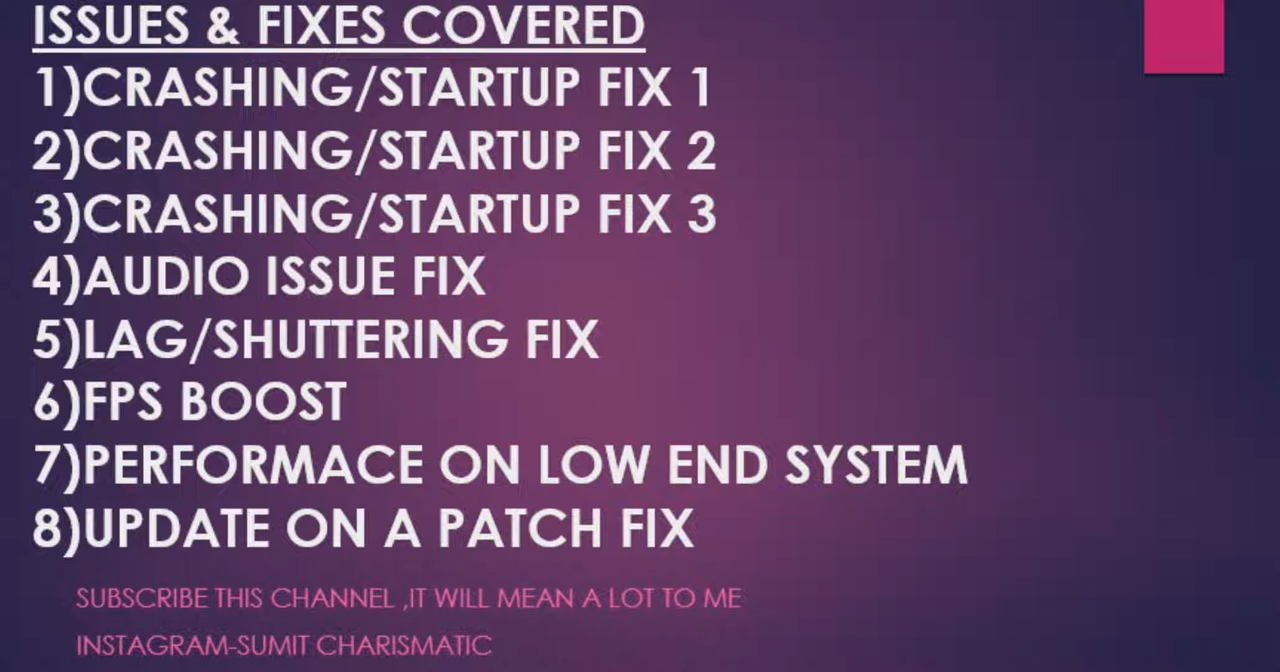 ISSUES & FIXES COVERED
1)CRASHING/STARTUP FIX 1
2)CRASHING/STARTUP FIX 2
3)CRASHING/STARTUP FIX 3
4)AUDIO ISSUE FIX
5)LAG/SHUTTERING FIX
6)FPS BOOST
7)PERFORMACE ON LOW END SYSTEM
8)UPDATE ON A PATCH FIX
SUBSCRIBE THIS CHANNEL ,IT WILL MEAN A LOT TO ME
INSTAGRAM-SUMIT CHARISMATIC